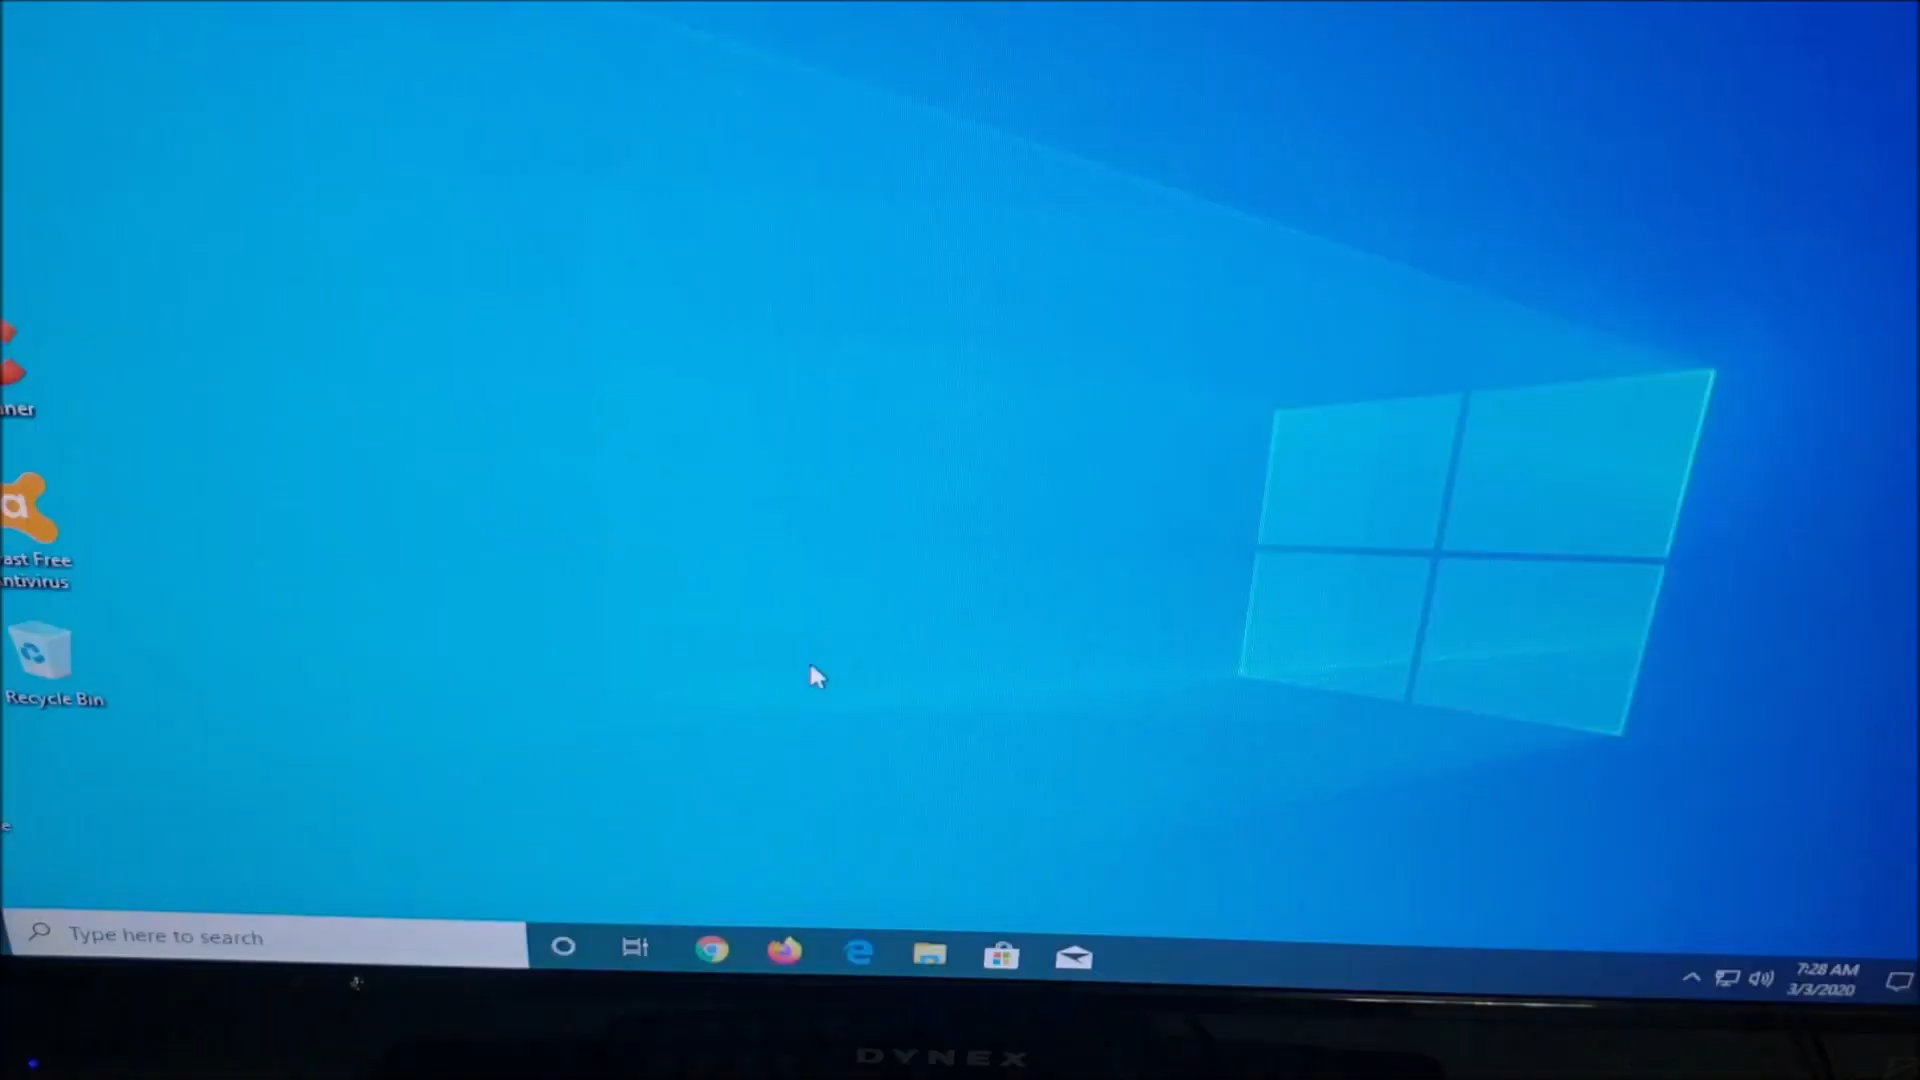 ner
a
ast Free
ntivirus
Recycle Bin
e
Type here to search
7:28 AM
3/3/2020
DYNEX